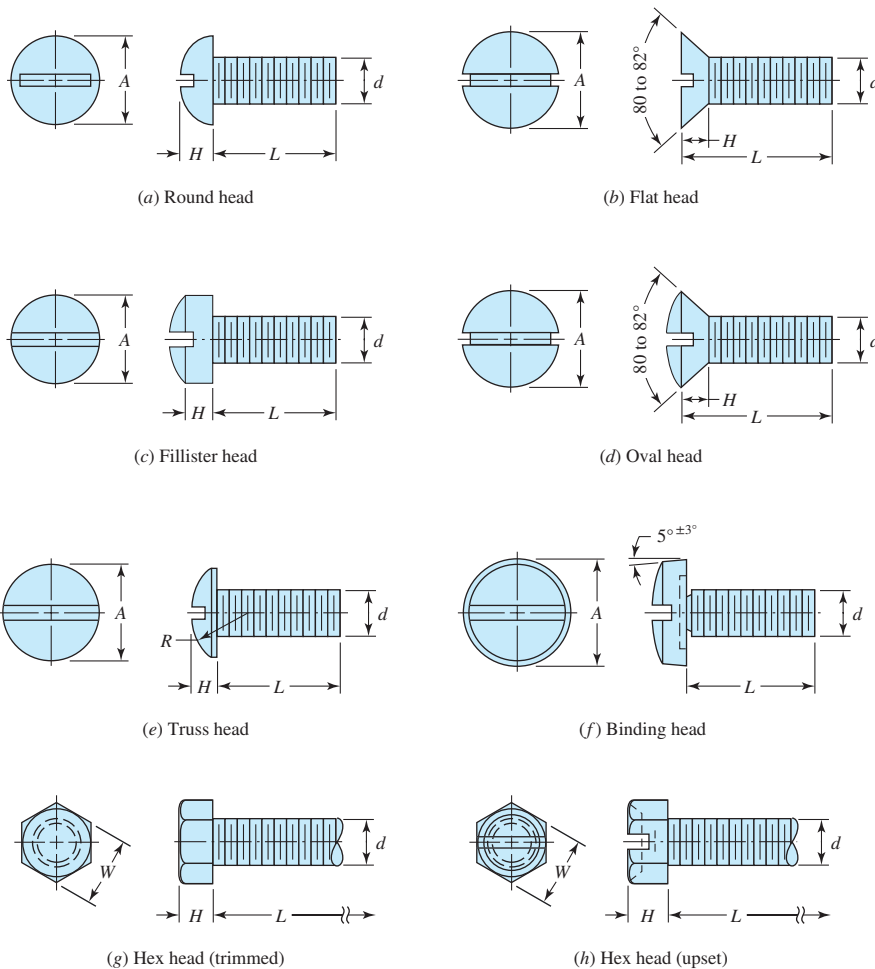 A
H
L
d
(a) Round head
A
80 to 82°
H
L
d
(b) Flat head
A
H
L
d
(c) Fillister head
A
80 to 82°
H
L
d
(d) Oval head
A
R
H
L
d
(e) Truss head
A
5° ±3°
L
d
(f) Binding head
W
H
L
d
(g) Hex head (trimmed)
W
H
L
d
(h) Hex head (upset)